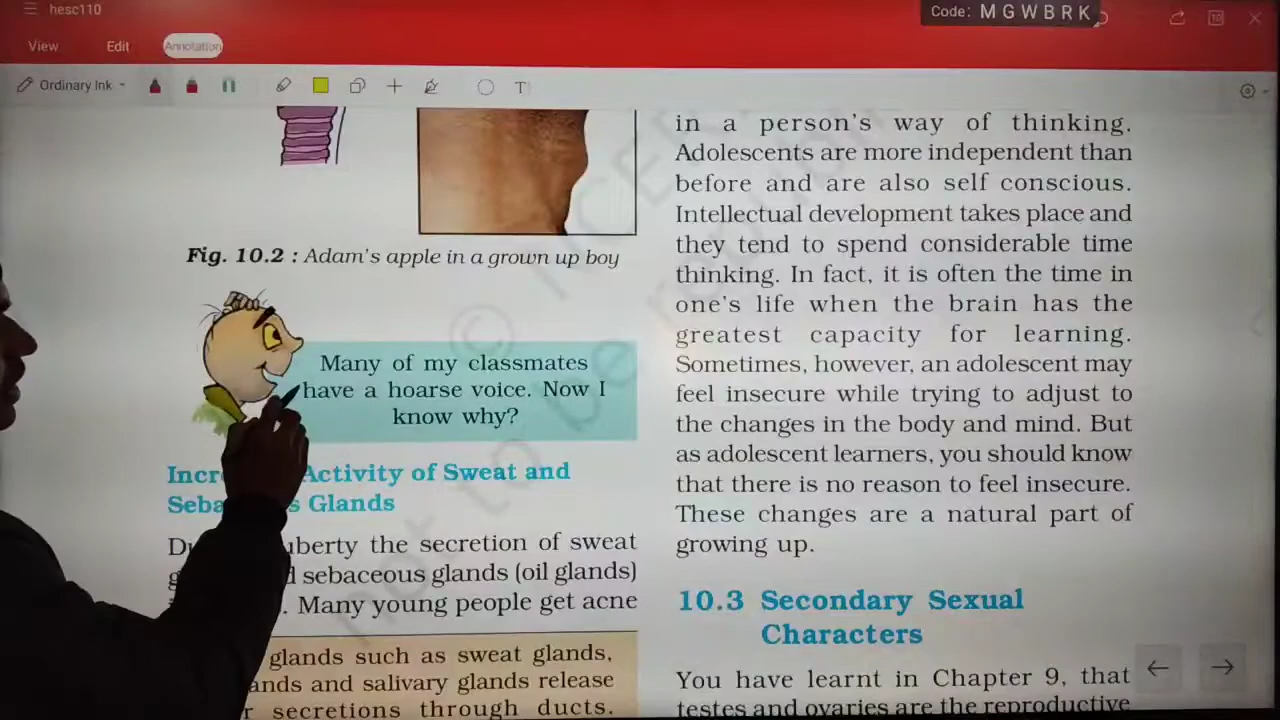 hesc110
Code: M G W B R K
View Edit Annotation
Ordinary Ink
T
Fig. 10.2 : Adam's apple in a grown up boy
Many of my classmates
have a hoarse voice. Now I
know why?
Activity of Sweat and
Glands
the secretion of sweat
sebaceous glands (oil glands)
Many young people get acne
glands such as sweat glands,
and salivary glands release
secretions through ducts.
in a person's way of thinking.
Adolescents are more independent than
before and are also self conscious.
Intellectual development takes place and
they tend to spend considerable time
thinking. In fact, it is often the time in
one's life when the brain has the
greatest capacity for learning.
Sometimes, however, an adolescent may
feel insecure while trying to adjust to
the changes in the body and mind. But
as adolescent learners, you should know
that there is no reason to feel insecure.
These changes are a natural part of
growing up.
10.3 Secondary Sexual
Characters
You have learnt in Chapter 9, that
testes and ovaries are the reproductive